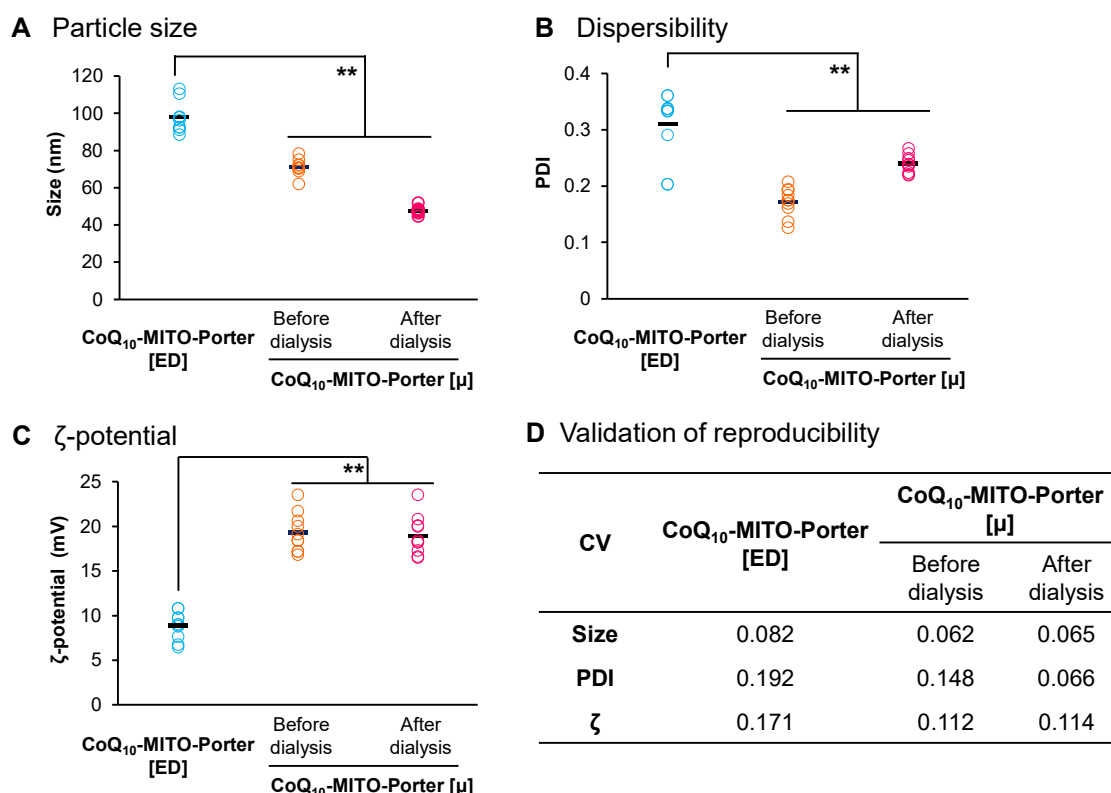 A Particle size
**
120
100
80
60
40
20
0
Size (nm)
CoQ₁₀-MITO-Porter
[ED]
Before
dialysis
After
dialysis
CoQ₁₀-MITO-Porter [μ]
B Dispersibility
**
0.4
0.3
0.2
0.1
0
PDI
CoQ₁₀-MITO-Porter
[ED]
Before
dialysis
After
dialysis
CoQ₁₀-MITO-Porter [μ]
C ζ-potential
**
25
20
15
10
5
0
ζ-potential (mV)
CoQ₁₀-MITO-Porter
[ED]
Before
dialysis
After
dialysis
CoQ₁₀-MITO-Porter [μ]
D Validation of reproducibility
CV
CoQ₁₀-MITO-Porter
[ED]
CoQ₁₀-MITO-Porter
[μ]
Before
dialysis
After
dialysis
Size 0.082 0.062 0.065
PDI 0.192 0.148 0.066
ζ 0.171 0.112 0.114